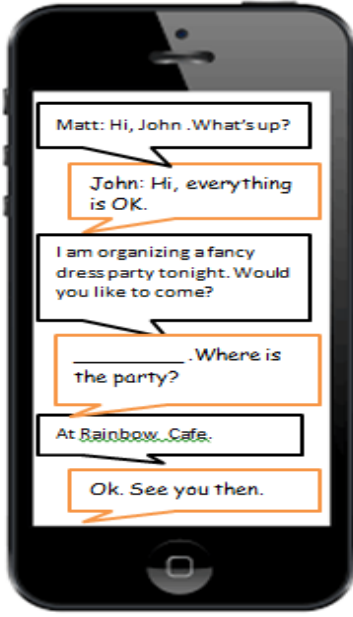 Matt: Hi, John .What's up?
John: Hi, everything
is OK.
I am organizing a fancy
dress party tonight. Would
you like to come?
__________ .Where is
the party?
At Rainbow Cafe.
Ok. See you then.